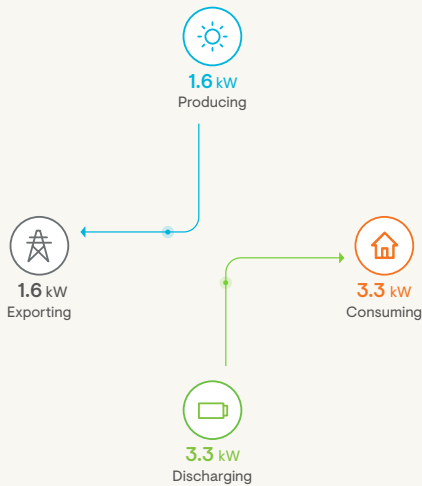 1.6 kW
Producing
1.6 kW
Exporting
3.3 kW
Consuming
3.3 kW
Discharging